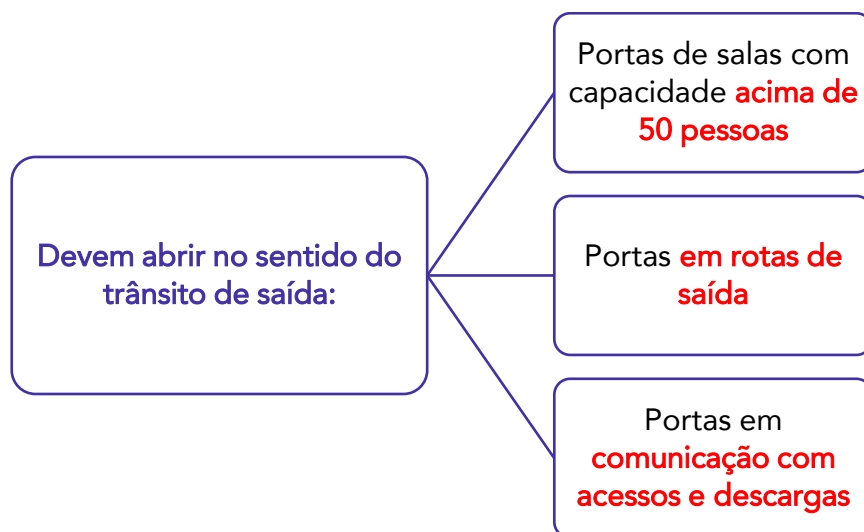 Portas de salas com
capacidade acima de
50 pessoas
Devem abrir no sentido do
trânsito de saída:
Portas em rotas de
saída
Portas em
comunicação com
acessos e descargas